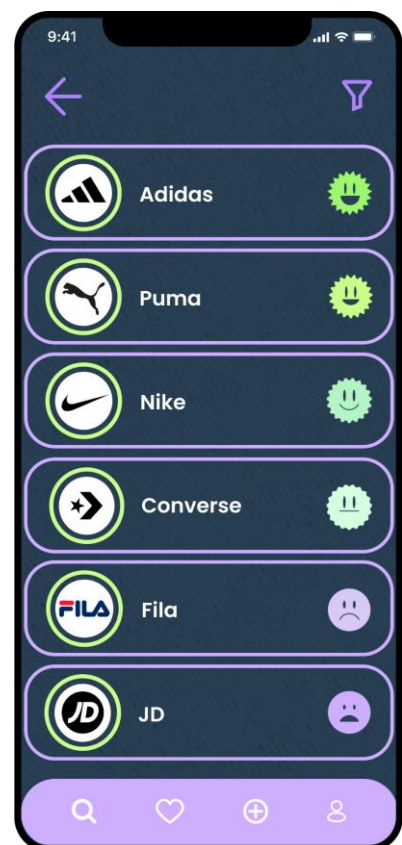 9:41
Adidas
Puma
Nike
Converse
FILA
Fila
JD
JD